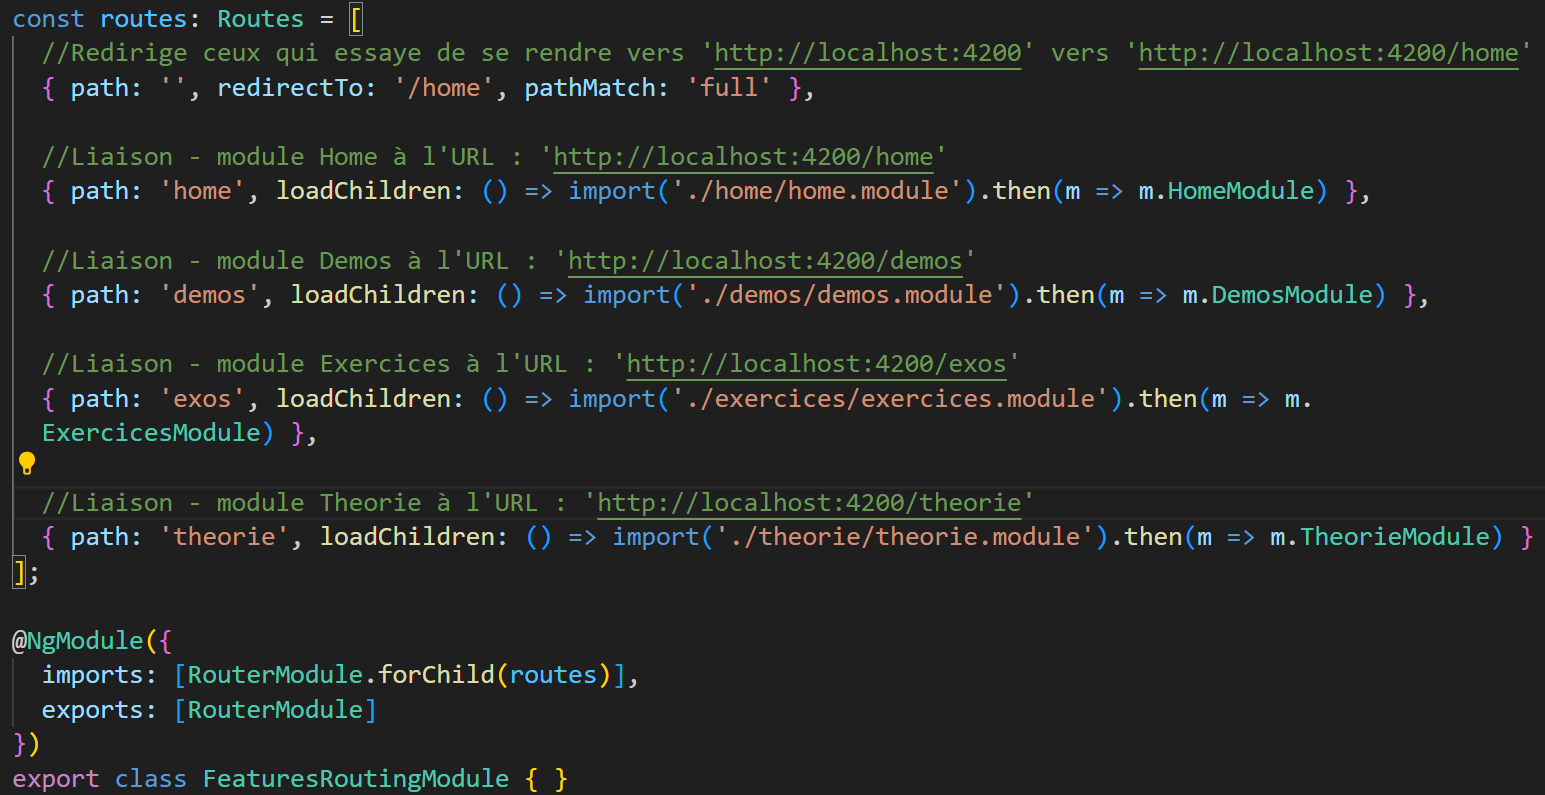 const routes: Routes = [
  //Redirige ceux qui essaye de se rendre vers 'http://localhost:4200' vers 'http://localhost:4200/home'
  { path: '', redirectTo: '/home', pathMatch: 'full' },

  //Liaison - module Home à l'URL : 'http://localhost:4200/home'
  { path: 'home', loadChildren: () => import('./home/home.module').then(m => m.HomeModule) },

  //Liaison - module Demos à l'URL : 'http://localhost:4200/demos'
  { path: 'demos', loadChildren: () => import('./demos/demos.module').then(m => m.DemosModule) },

  //Liaison - module Exercices à l'URL : 'http://localhost:4200/exos'
  { path: 'exos', loadChildren: () => import('./exercices/exercices.module').then(m => m.
  ExercicesModule) },

  //Liaison - module Theorie à l'URL : 'http://localhost:4200/theorie'
  { path: 'theorie', loadChildren: () => import('./theorie/theorie.module').then(m => m.TheorieModule) }
];

@NgModule({
  imports: [RouterModule.forChild(routes)],
  exports: [RouterModule]
})
export class FeaturesRoutingModule { }